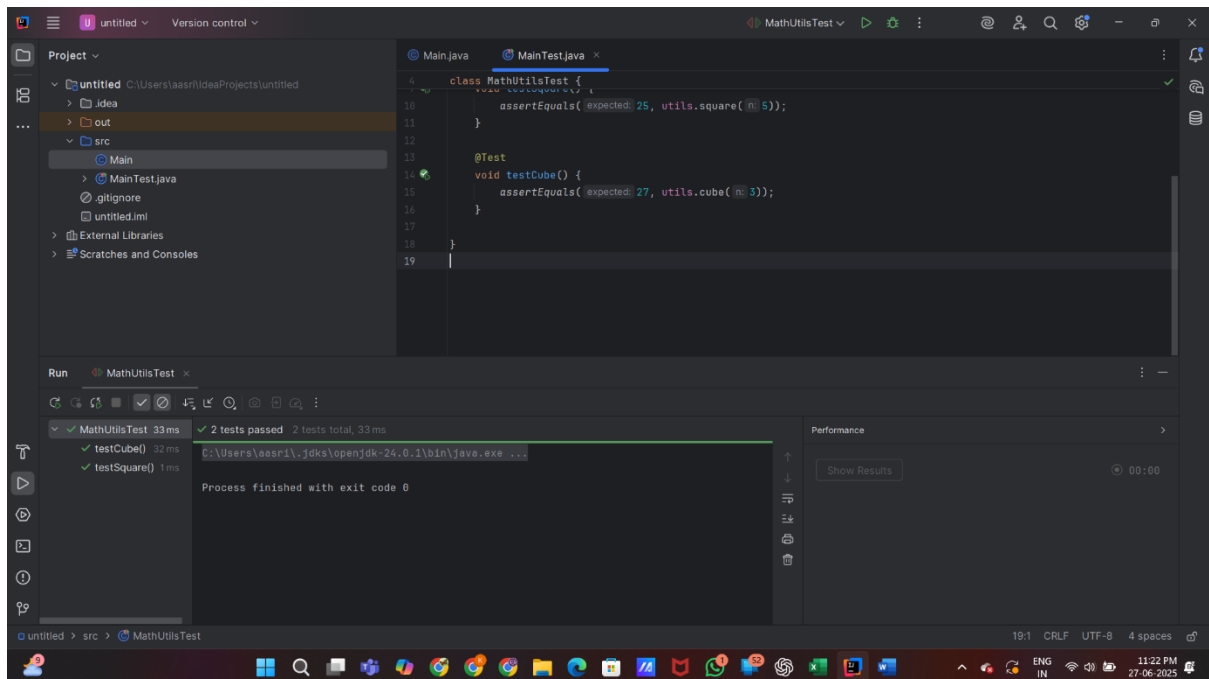 U untitled Version control MathUtilsTest
Project
untitled C:\Users\aasri\IdeaProjects\untitled
.idea
out
src
Main
MainTest.java
.gitignore
untitled.iml
External Libraries
Scratches and Consoles
Main.java MainTest.java
4 class MathUtilsTest {
void testSquare() {
10 assertEquals( expected: 25, utils.square( n: 5));
11 }
12
13 @Test
14 void testCube() {
15 assertEquals( expected: 27, utils.cube( n: 3));
16 }
17
18 }
19
Run MathUtilsTest
MathUtilsTest 33 ms
testCube() 32 ms
testSquare() 1 ms
2 tests passed 2 tests total, 33 ms
C:\Users\aasri\.jdks\openjdk-24.0.1\bin\java.exe ...
Process finished with exit code 0
Performance
Show Results 00:00
untitled > src > MathUtilsTest
19:1 CRLF UTF-8 4 spaces
9
1
52
ENG
IN
11:22 PM
27-06-2025